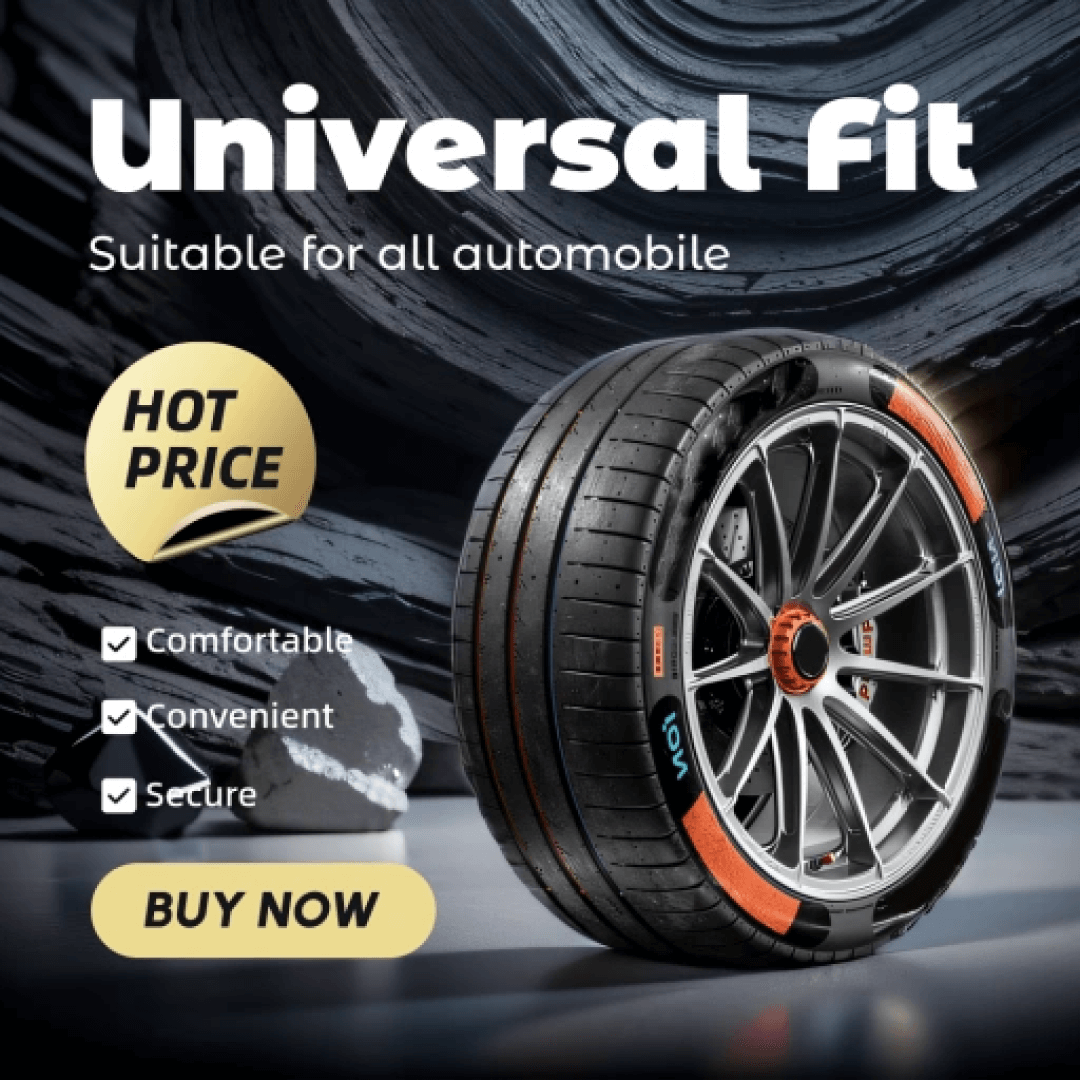 Universal Fit
Suitable for all automobile
HOT
PRICE
Comfortable
Convenient
Secure
BUY NOW